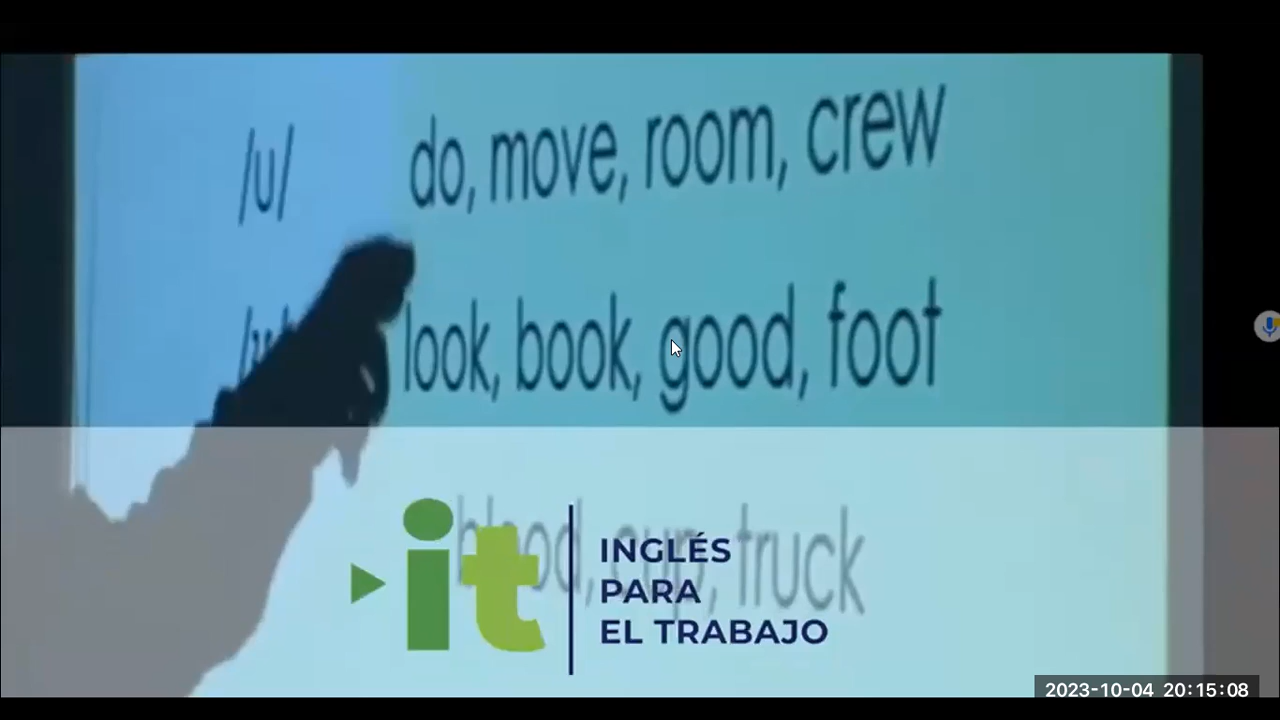 /u/ do, move, room, crew
look, book, good, foot
blood, cup, truck
it
INGLÉS
PARA
EL TRABAJO
2023-10-04 20:15:08